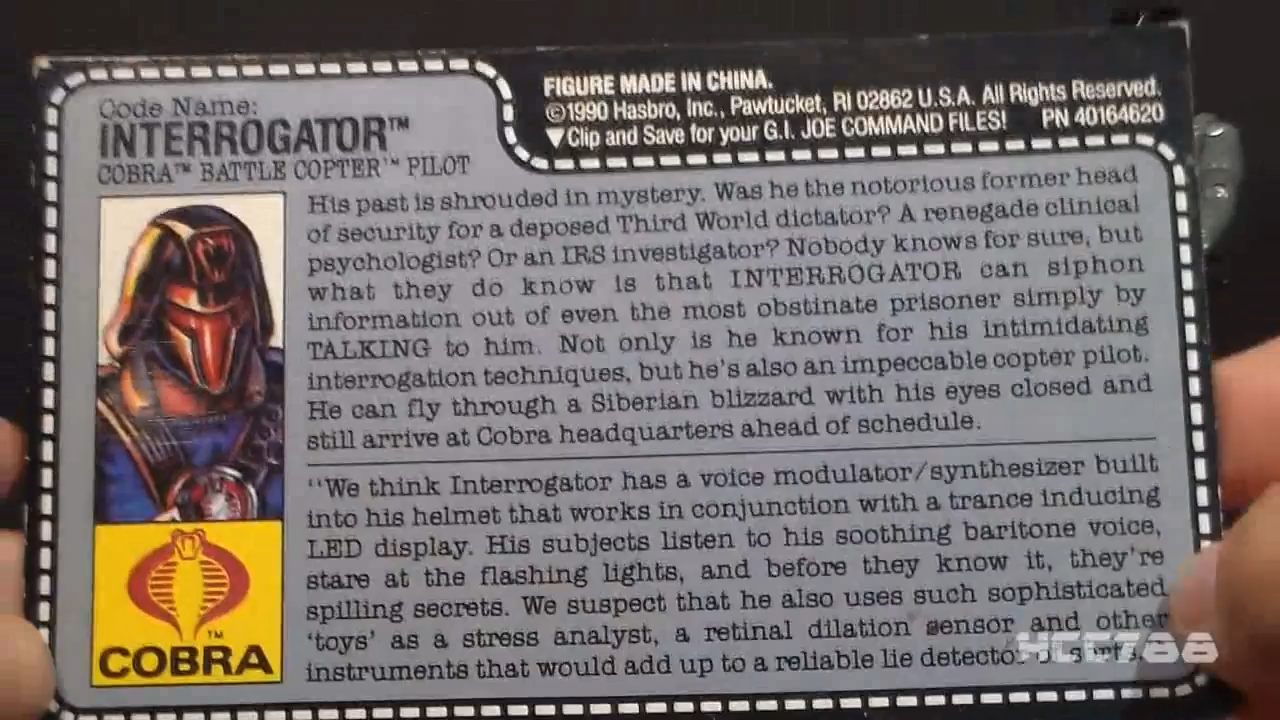 Code Name:
INTERROGATOR™
COBRA™ BATTLE COPTER™ PILOT
FIGURE MADE IN CHINA.
©1990 Hasbro, Inc., Pawtucket, RI 02862 U.S.A. All Rights Reserved.
▼Clip and Save for your G.I. JOE COMMAND FILES! PN 40164620
His past is shrouded in mystery. Was he the notorious former head
of security for a deposed Third World dictator? A renegade clinical
psychologist? Or an IRS investigator? Nobody knows for sure, but
what they do know is that INTERROGATOR can siphon
information out of even the most obstinate prisoner simply by
TALKING to him. Not only is he known for his intimidating
interrogation techniques, but he's also an impeccable copter pilot.
He can fly through a Siberian blizzard with his eyes closed and
still arrive at Cobra headquarters ahead of schedule.
"We think Interrogator has a voice modulator/synthesizer built
into his helmet that works in conjunction with a trance inducing
LED display. His subjects listen to his soothing baritone voice,
stare at the flashing lights, and before they know it, they're
spilling secrets. We suspect that he also uses such sophisticated
'toys' as a stress analyst, a retinal dilation sensor and other
instruments that would add up to a reliable lie detector of sorts.
TM
COBRA
HCC788